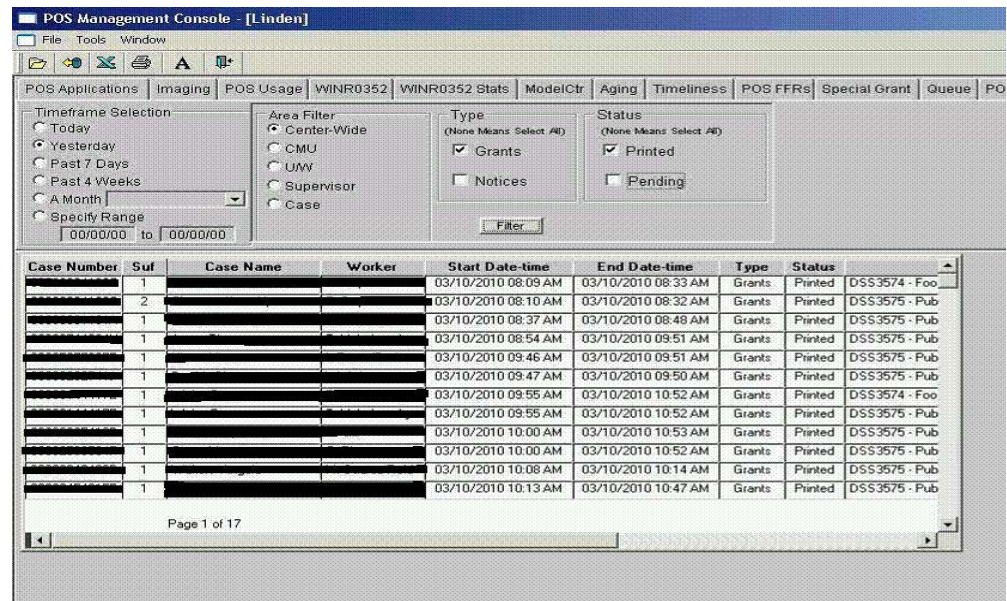 POS Management Console - [Linden]
File Tools Window
A
POS Applications Imaging POS Usage WINR0352 WINR0352 Stats ModelCtr Aging Timeliness POS FFRs Special Grant Queue PO
Timeframe Selection
Today
Yesterday
Past 7 Days
Past 4 Weeks
A Month
Specify Range
00/00/00 to 00/00/00
Area Filter
Center-Wide
CMU
U/W
Supervisor
Case
Type
(None Means Select All)
Grants
Notices
Status
(None Means Select All)
Printed
Pending
Filter
Case Number Suf Case Name Worker Start Date-time End Date-time Type Status
1 03/10/2010 08:09 AM 03/10/2010 08:33 AM Grants Printed DSS3574 - Foo
2 03/10/2010 08:10 AM 03/10/2010 08:32 AM Grants Printed DSS3575 - Pub
1 03/10/2010 08:37 AM 03/10/2010 08:48 AM Grants Printed DSS3575 - Pub
1 03/10/2010 08:54 AM 03/10/2010 09:51 AM Grants Printed DSS3575 - Pub
1 03/10/2010 09:46 AM 03/10/2010 09:51 AM Grants Printed DSS3575 - Pub
1 03/10/2010 09:47 AM 03/10/2010 09:50 AM Grants Printed DSS3575 - Pub
1 03/10/2010 09:55 AM 03/10/2010 10:52 AM Grants Printed DSS3574 - Foo
1 03/10/2010 09:55 AM 03/10/2010 10:52 AM Grants Printed DSS3575 - Pub
1 03/10/2010 10:00 AM 03/10/2010 10:53 AM Grants Printed DSS3575 - Pub
1 03/10/2010 10:00 AM 03/10/2010 10:52 AM Grants Printed DSS3575 - Pub
1 03/10/2010 10:08 AM 03/10/2010 10:14 AM Grants Printed DSS3575 - Pub
1 03/10/2010 10:13 AM 03/10/2010 10:47 AM Grants Printed DSS3575 - Pub
Page 1 of 17